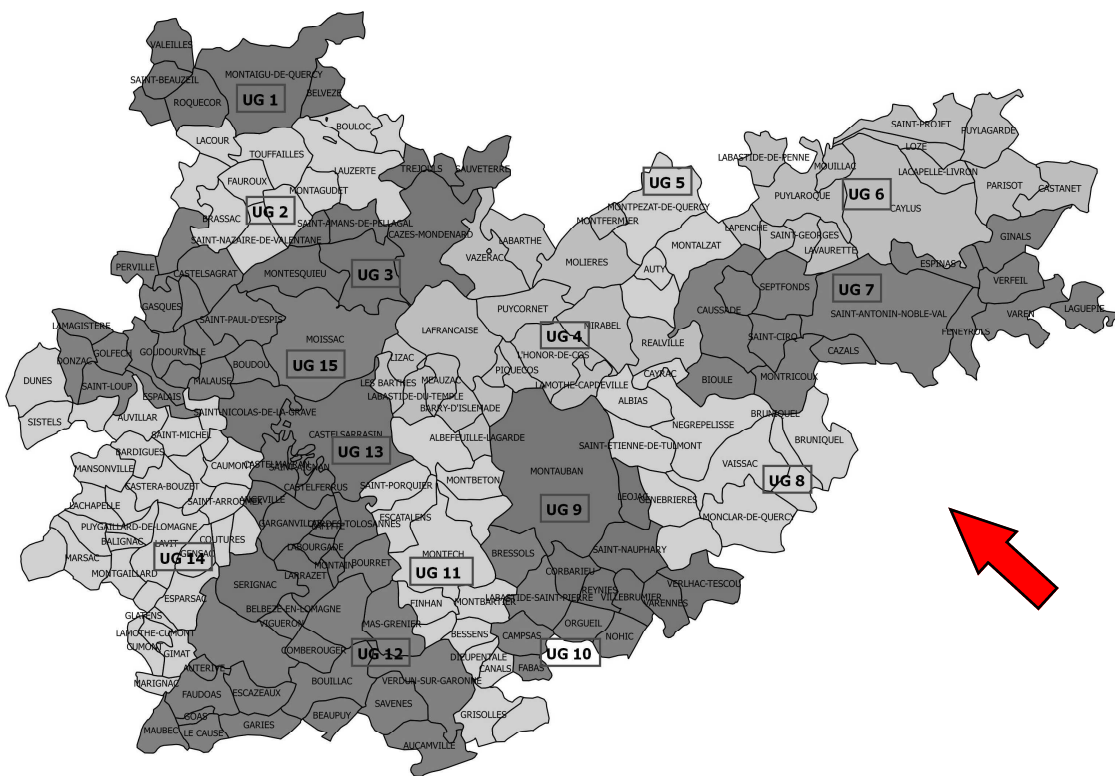 VALEILLES
SAINT-BEAUZEIL
MONTAIGU-DE-QUERCY
ROQUECOR
UG 1
BELVEZE
BOULOC
LACOUR
TOUFFAILLES
LAUZERTE
FAUROUX
MONTAGUDET
TREJOULS
SAUVETERRE
BRASSAC
UG 2
SAINT-AMANS-DE-PELLAGAL
SAINT-NAZAIRE-DE-VALENTANE
CAZES-MONDENARD
PERVILLE
CASTELSAGRAT
MONTESQUIEU
UG 3
VAZERAC
LABARTHE
MOLIERES
UG 5
MONTPEZAT-DE-QUERCY
MONTFERMIER
MONTALZAT
AUTY
SAINT-PROJET
PUYLAGARDE
LOZE
LABASTIDE-DE-PENNE
MOUILLAC
LACAPELLE-LIVRON
PARISOT
CASTANET
PUYLAROQUE
UG 6
CAYLUS
LAPENCHE
SAINT-GEORGES
LAVAURETTE
GINALS
ESPINAS
VERFEIL
SEPTFONDS
UG 7
CAUSSADE
SAINT-ANTONIN-NOBLE-VAL
VAREN
LAGUEPIE
FENEYROLS
SAINT-CIRQ
CAZALS
BIOULE
MONTRICOUX
GASQUES
SAINT-PAUL-D'ESPIS
LAMAGISTERE
GOLFECH
DONZAC
GOUDOURVILLE
BOUDOU
MOISSAC
UG 15
SAINT-LOUP
MALAUSE
ESPALAIS
DUNES
SISTELS
AUVILLAR
PUYCORNET
LAFRANCAISE
UG 4
MIRABEL
REALVILLE
L'HONOR-DE-COS
PIQUECOS
LAMOTHE-CAPDEVILLE
CAYRAC
ALBIAS
LIZAC
LES BARTHES
MEAUZAC
LABASTIDE-DU-TEMPLE
BARRY-D'ISLEMADE
ALBEFEUILLE-LAGARDE
SAINT-NICOLAS-DE-LA-GRAVE
CASTELSARRASIN
UG 13
SAINT-MICHEL
BARDIGUES
CAUMONT
MANSONVILLE
CASTERA-BOUZET
SAINT-ARROUMEX
LACHAPELLE
CASTELFERRUS
ANGEVILLE
GARGANVILLAR
SAINT-PORQUIER
ESCATALENS
MONTBETON
MONTAUBAN
UG 9
NEGREPELISSE
SAINT-ETIENNE-DE-TULMONT
BRUNIQUEL
BRUNIQUEL
VAISSAC
UG 8
LEOJAC
GENEBRIERES
MONCLAR-DE-QUERCY
PUYGAILLARD-DE-LOMAGNE
BALIGNAC
LAVIT
COUTURES
MARSAC
UG 14
GENSAC
MONTGAILLARD
LABOURGADE
MONTAIN
BOURRET
LARRAZET
MONTECH
UG 11
BRESSOLS
SAINT-NAUPHARY
CORBARIEU
REYNIES
VERLHAC-TESCOU
SERIGNAC
ESPARSAC
FINHAN
MONTBARTIER
LABASTIDE-SAINT-PIERRE
VILLEBRUMIER
VARENNES
GLATENS
LAMOTHE-CUMONT
CUMONT
GIMAT
BELBEZE-EN-LOMAGNE
VIGUERON
MAS-GRENIER
BESSENS
CAMPSAS
ORGUEIL
NOHIC
COMBEROUGER
UG 12
DIEUPENTALE
CANALS
FABAS
UG 10
MARIGNAC
AUTERIVE
BOUILLAC
VERDUN-SUR-GARONNE
FAUDOAS
ESCAZEAUX
SAVENES
GRISOLLES
GOAS
MAUBEC
LE CAUSE
GARIES
BEAUPUY
AUCAMVILLE